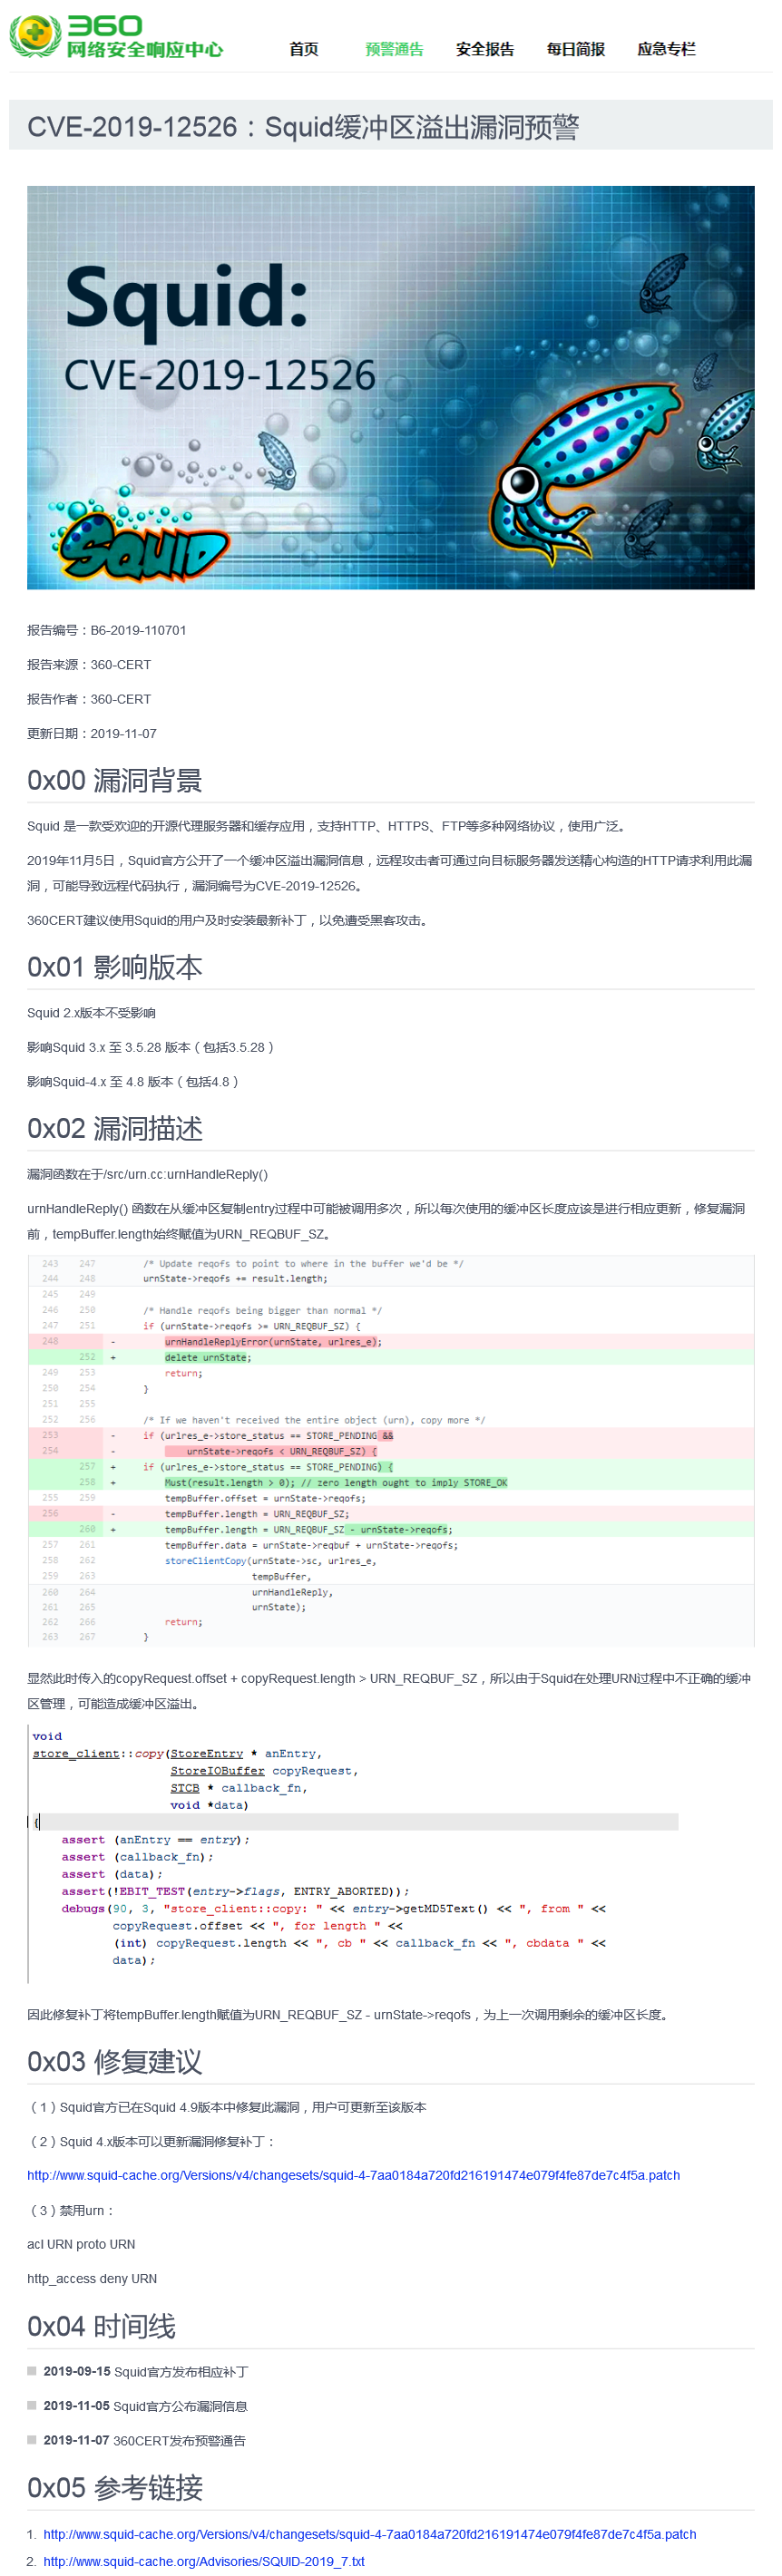 360
网络安全响应中心
首页 预警通告 安全报告 每日简报 应急专栏
CVE-2019-12526：Squid缓冲区溢出漏洞预警
Squid:
CVE-2019-12526
SQUID
报告编号：B6-2019-110701
报告来源：360-CERT
报告作者：360-CERT
更新日期：2019-11-07
0x00 漏洞背景
Squid 是一款受欢迎的开源代理服务器和缓存应用，支持HTTP、HTTPS、FTP等多种网络协议，使用广泛。
2019年11月5日，Squid官方公开了一个缓冲区溢出漏洞信息，远程攻击者可通过向目标服务器发送精心构造的HTTP请求利用此漏
洞，可能导致远程代码执行，漏洞编号为CVE-2019-12526。
360CERT建议使用Squid的用户及时安装最新补丁，以免遭受黑客攻击。
0x01 影响版本
Squid 2.x版本不受影响
影响Squid 3.x 至 3.5.28 版本（包括3.5.28）
影响Squid-4.x 至 4.8 版本（包括4.8）
0x02 漏洞描述
漏洞函数在于/src/urn.cc:urnHandleReply()
urnHandleReply() 函数在从缓冲区复制entry过程中可能被调用多次，所以每次使用的缓冲区长度应该是进行相应更新，修复漏洞
前，tempBuffer.length始终赋值为URN_REQBUF_SZ。
243 247 /* Update reqofs to point to where in the buffer we'd be */
244 248 urnState->reqofs += result.length;
245 249
246 250 /* Handle reqofs being bigger than normal */
247 251 if (urnState->reqofs >= URN_REQBUF_SZ) {
248 - urnHandleReplyError(urnState, urlres_e);
252 + delete urnState;
249 253 return;
250 254 }
251 255
252 256 /* If we haven't received the entire object (urn), copy more */
253 - if (urlres_e->store_status == STORE_PENDING &&
254 - urnState->reqofs < URN_REQBUF_SZ) {
257 + if (urlres_e->store_status == STORE_PENDING) {
258 + Must(result.length > 0); // zero length ought to imply STORE_OK
255 259 tempBuffer.offset = urnState->reqofs;
256 - tempBuffer.length = URN_REQBUF_SZ;
260 + tempBuffer.length = URN_REQBUF_SZ - urnState->reqofs;
257 261 tempBuffer.data = urnState->reqbuf + urnState->reqofs;
258 262 storeClientCopy(urnState->sc, urlres_e,
259 263 tempBuffer,
260 264 urnHandleReply,
261 265 urnState);
262 266 return;
263 267 }
显然此时传入的copyRequest.offset + copyRequest.length > URN_REQBUF_SZ，所以由于Squid在处理URN过程中不正确的缓冲
区管理，可能造成缓冲区溢出。
void
store_client::copy(StoreEntry * anEntry,
StoreIOBuffer copyRequest,
STCB * callback_fn,
void *data)
{
assert (anEntry == entry);
assert (callback_fn);
assert (data);
assert(!EBIT_TEST(entry->flags, ENTRY_ABORTED));
debugs(90, 3, "store_client::copy: " << entry->getMD5Text() << ", from " <<
copyRequest.offset << ", for length " <<
(int) copyRequest.length << ", cb " << callback_fn << ", cbdata " <<
data);
因此修复补丁将tempBuffer.length赋值为URN_REQBUF_SZ - urnState->reqofs，为上一次调用剩余的缓冲区长度。
0x03 修复建议
（1）Squid官方已在Squid 4.9版本中修复此漏洞，用户可更新至该版本
（2）Squid 4.x版本可以更新漏洞修复补丁：
http://www.squid-cache.org/Versions/v4/changesets/squid-4-7aa0184a720fd216191474e079f4fe87de7c4f5a.patch
（3）禁用urn：
acl URN proto URN
http_access deny URN
0x04 时间线
2019-09-15 Squid官方发布相应补丁
2019-11-05 Squid官方公布漏洞信息
2019-11-07 360CERT发布预警通告
0x05 参考链接
1. http://www.squid-cache.org/Versions/v4/changesets/squid-4-7aa0184a720fd216191474e079f4fe87de7c4f5a.patch
2. http://www.squid-cache.org/Advisories/SQUID-2019_7.txt